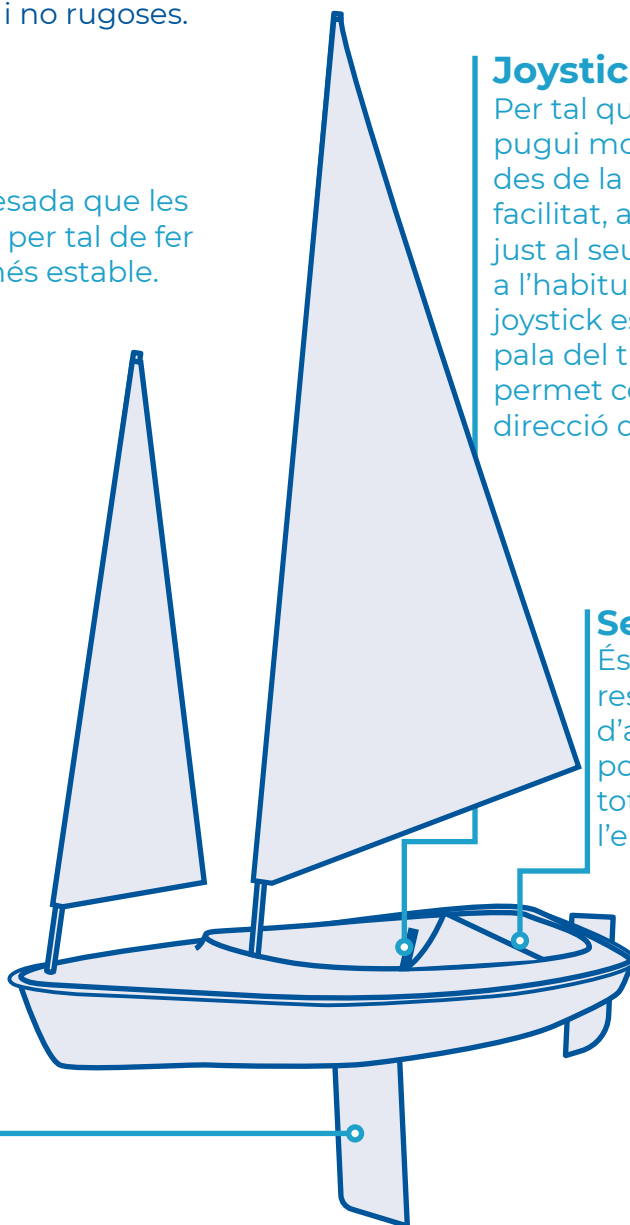 i no rugoses.
esada que les
per tal de fer
nés estable.
Joystic
Per tal qu
pugui mo
des de la
facilitat, a
just al seu
a l’habitu
joystick es
pala del t
permet co
direcció d
Se
És
res
d’a
po
tot
l’e